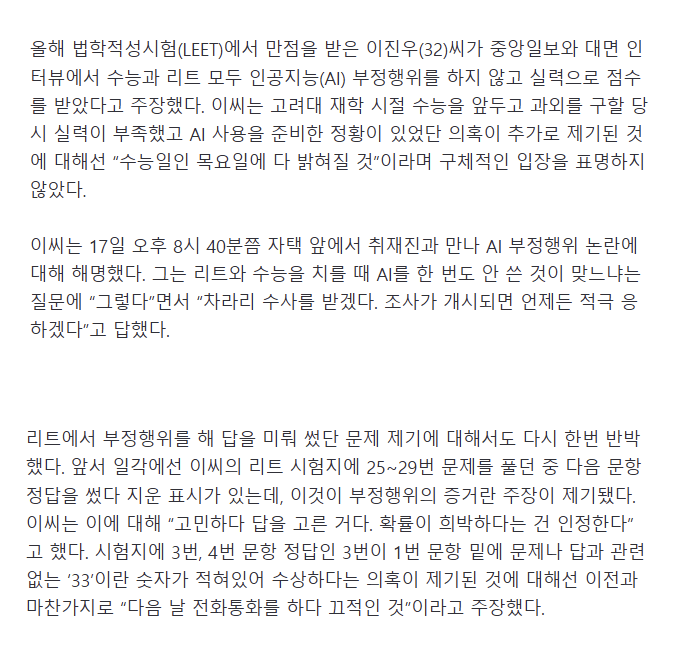 올해 법학적성시험(LEET)에서 만점을 받은 이진우(32)씨가 중앙일보와 대면 인
터뷰에서 수능과 리트 모두 인공지능(AI) 부정행위를 하지 않고 실력으로 점수
를 받았다고 주장했다. 이씨는 고려대 재학 시절 수능을 앞두고 과외를 구할 당
시 실력이 부족했고 AI 사용을 준비한 정황이 있었단 의혹이 추가로 제기된 것
에 대해선 “수능일인 목요일에 다 밝혀질 것”이라며 구체적인 입장을 표명하지
않았다.
이씨는 17일 오후 8시 40분쯤 자택 앞에서 취재진과 만나 AI 부정행위 논란에
대해 해명했다. 그는 리트와 수능을 치를 때 AI를 한 번도 안 쓴 것이 맞느냐는
질문에 “그렇다”면서 “차라리 수사를 받겠다. 조사가 개시되면 언제든 적극 응
하겠다”고 답했다.
리트에서 부정행위를 해 답을 미뤄 썼단 문제 제기에 대해서도 다시 한번 반박
했다. 앞서 일각에선 이씨의 리트 시험지에 25~29번 문제를 풀던 중 다음 문항
정답을 썼다 지운 표시가 있는데, 이것이 부정행위의 증거란 주장이 제기됐다.
이씨는 이에 대해 “고민하다 답을 고른 거다. 확률이 희박하다는 건 인정한다”
고 했다. 시험지에 3번, 4번 문항 정답인 3번이 1번 문항 밑에 문제나 답과 관련
없는 ‘33’이란 숫자가 적혀있어 수상하다는 의혹이 제기된 것에 대해선 이전과
마찬가지로 “다음 날 전화통화를 하다 끄적인 것”이라고 주장했다.